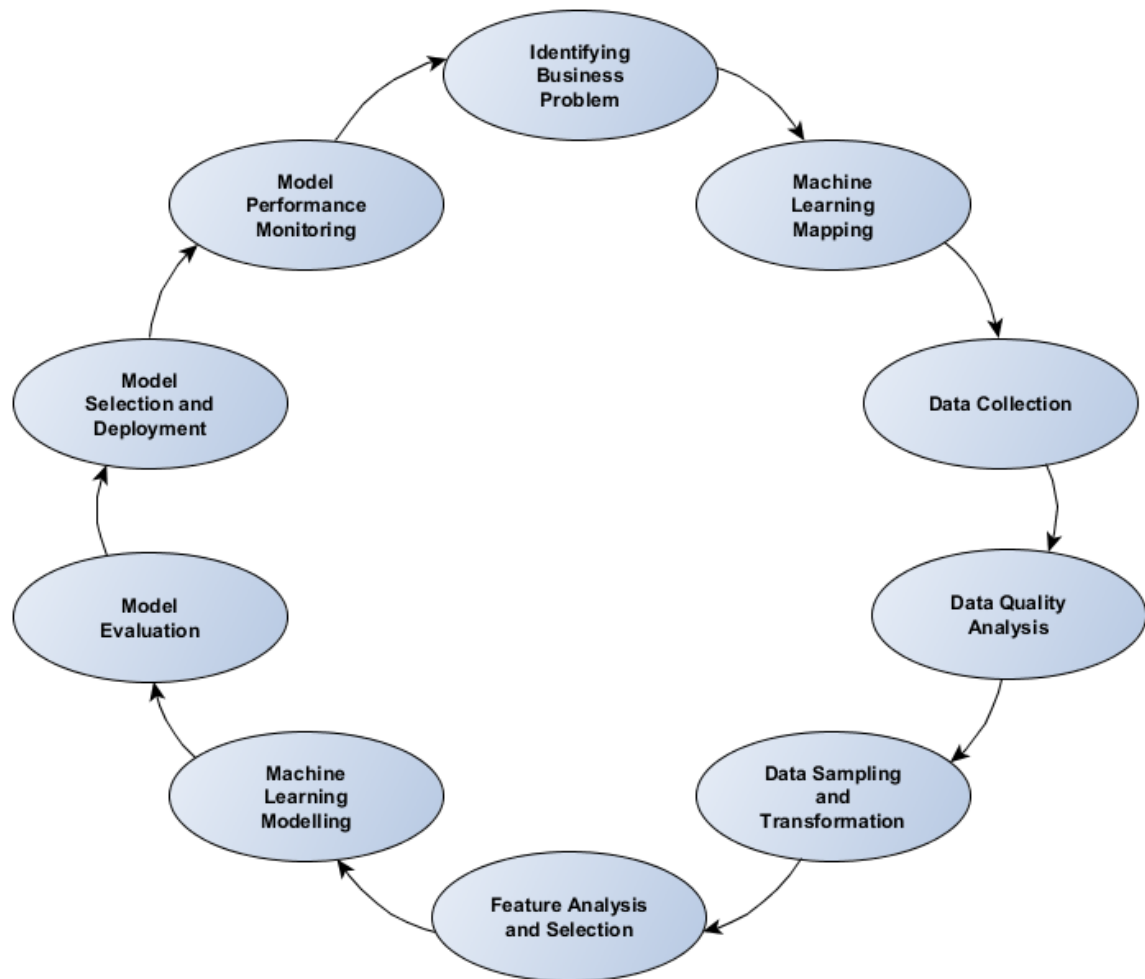 Identifying
Business
Problem
Machine
Learning
Mapping
Data Collection
Data Quality
Analysis
Data Sampling
and
Transformation
Feature Analysis
and Selection
Machine
Learning
Modelling
Model
Evaluation
Model
Selection and
Deployment
Model
Performance
Monitoring